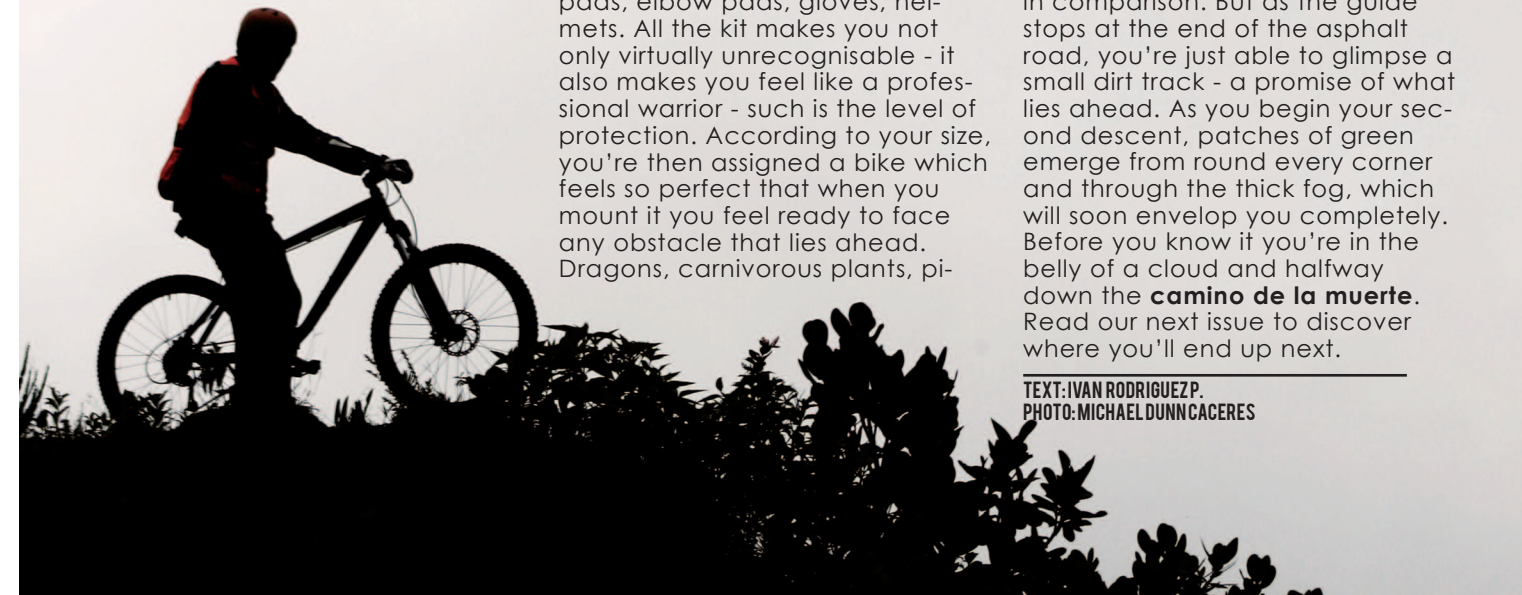 pads, elbow pads, gloves, hel-
mets. All the kit makes you not
only virtually unrecognisable - it
also makes you feel like a profes-
sional warrior - such is the level of
protection. According to your size,
you're then assigned a bike which
feels so perfect that when you
mount it you feel ready to face
any obstacle that lies ahead.
Dragons, carnivorous plants, pi-
in comparison. But as the guide
stops at the end of the asphalt
road, you're just able to glimpse a
small dirt track - a promise of what
lies ahead. As you begin your sec-
ond descent, patches of green
emerge from round every corner
and through the thick fog, which
will soon envelop you completely.
Before you know it you're in the
belly of a cloud and halfway
down the camino de la muerte.
Read our next issue to discover
where you'll end up next.
TEXT: IVAN RODRIGUEZ P.
PHOTO: MICHAEL DUNN CACERES